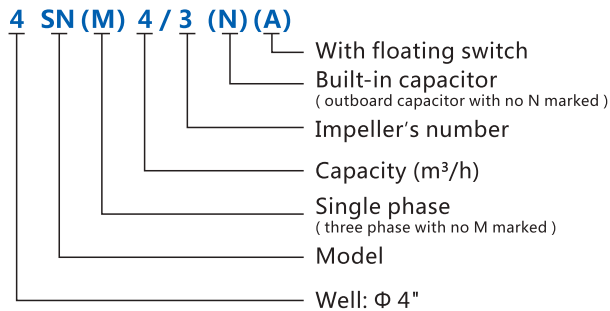 4 SN (M) 4 / 3 (N) (A)
With floating switch
Built-in capacitor
( outboard capacitor with no N marked )
Impeller's number
Capacity (m³/h)
Single phase
( three phase with no M marked )
Model
Well: Φ 4"